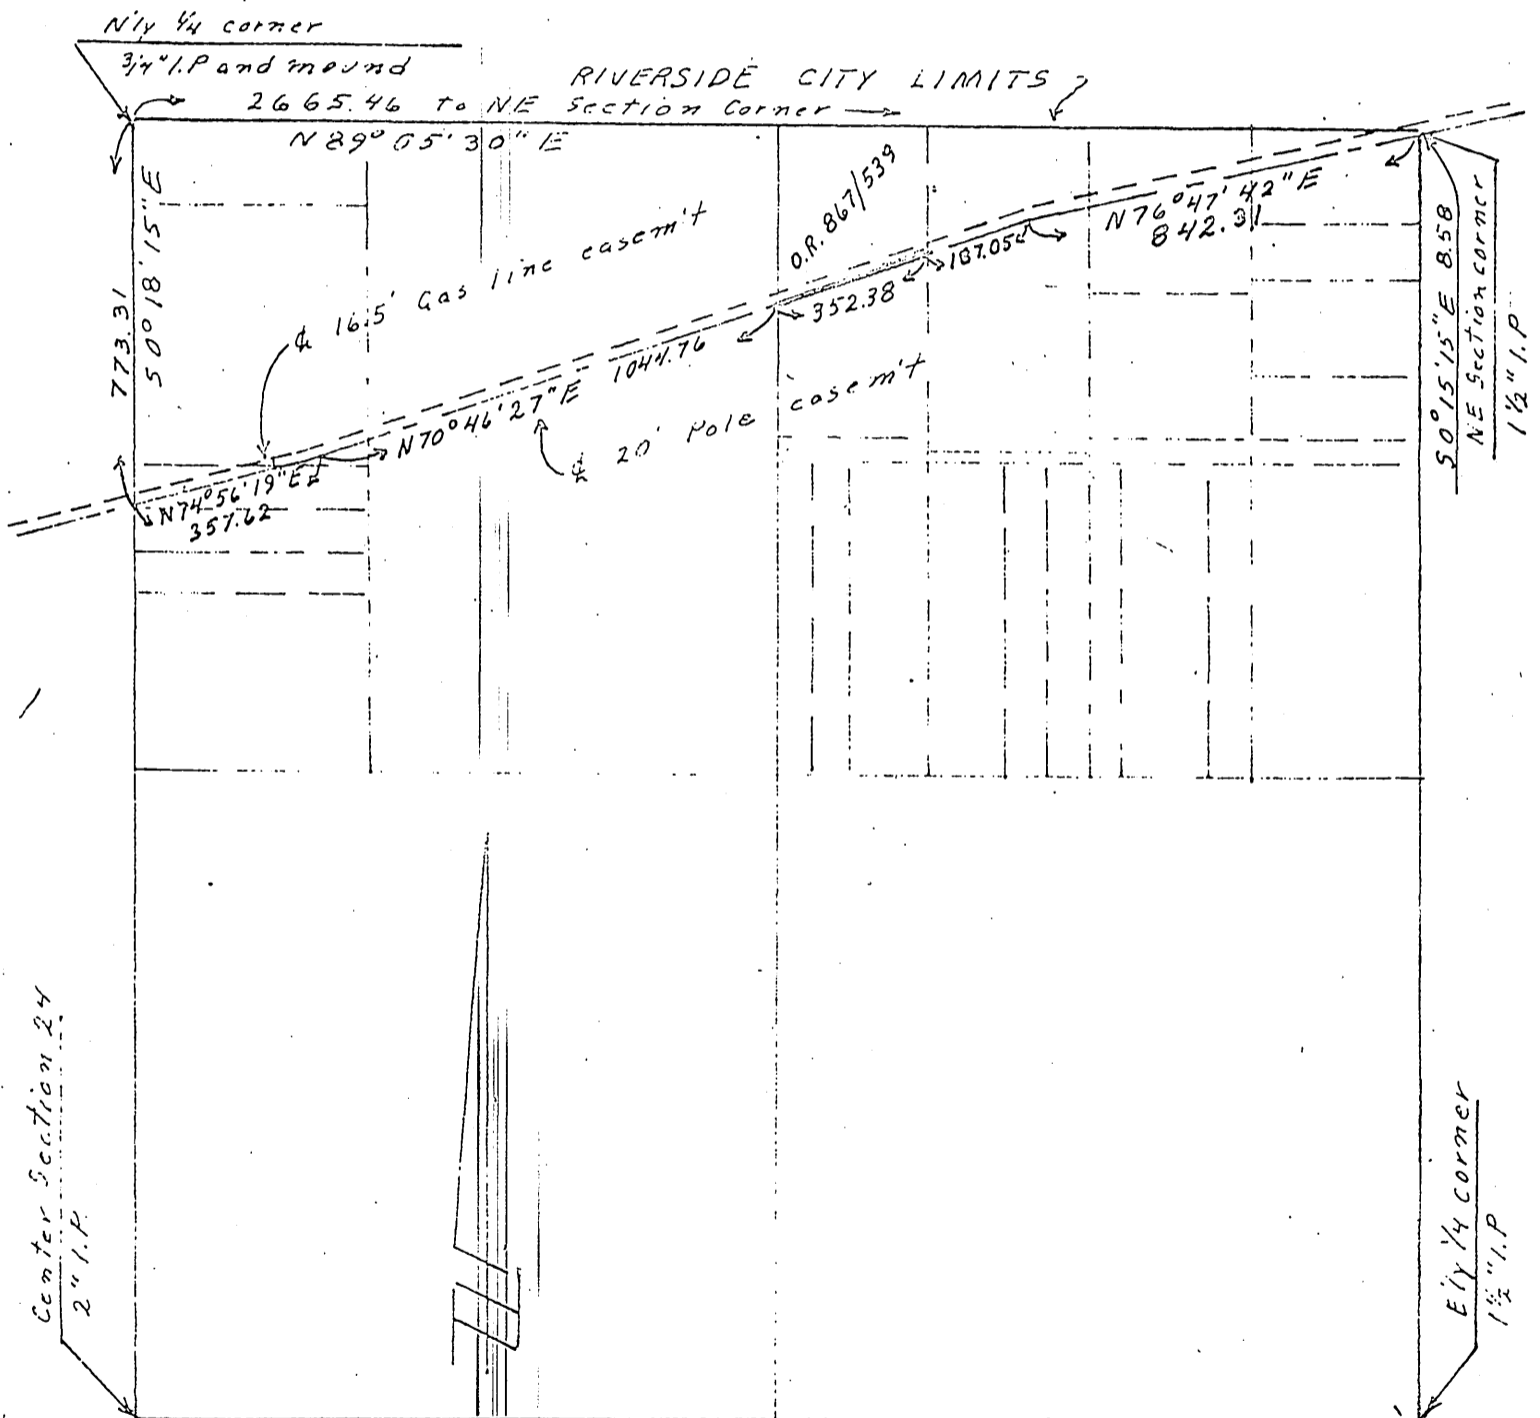 N'ly 1/4 corner
3/4" I.P and mound
RIVERSIDE CITY LIMITS
2665.46 to NE Section Corner
N 89° 05' 30" E
773.31
S 0° 18' 15" E
₵ 16.5' Gas line easem't
O.R. 867/539
N 76° 47' 42" E
842.31
187.05
352.38
1044.76
N 70° 46' 27" E
₵ 20' Pole easem't
N 74° 56' 19" E
357.62
S 0° 15' 15" E 8.58
NE Section corner
1 1/2" I.P
Center Section 24
2" I.P.
E'ly 1/4 corner
1 1/2" I.P